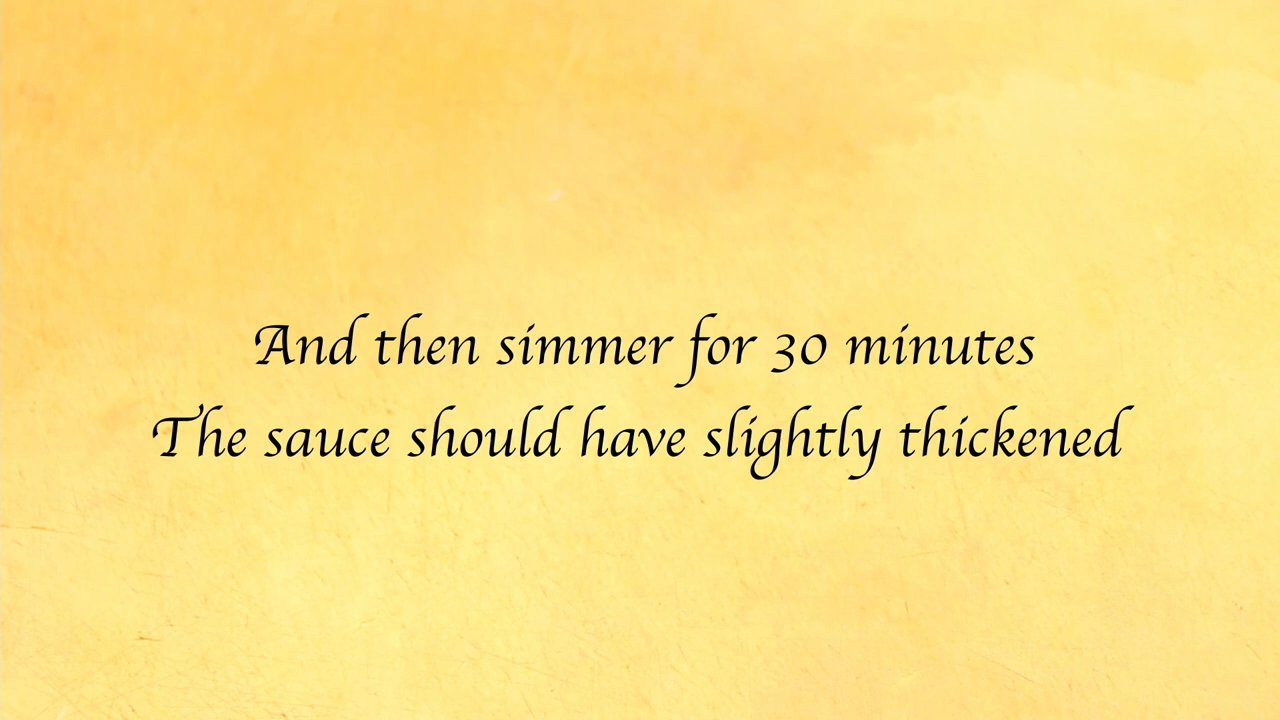 And then simmer for 30 minutes
The sauce should have slightly thickened